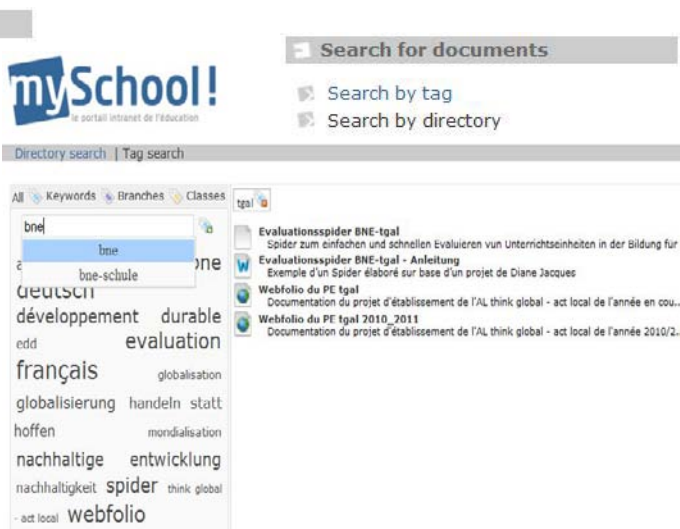 mySchool!
le portail intranet de l'éducation
Search for documents
Search by tag
Search by directory
Directory search | Tag search
All Keywords Branches Classes
bne
bne
bne-schule
bne
deutsch
développement durable
edd evaluation
français globalisation
globalisierung handeln statt
hoffen mondialisation
nachhaltige entwicklung
nachhaltigkeit spider think global
- act local webfolio
tgal
Evaluationsspider BNE-tgal
Spider zum einfachen und schnellen Evaluieren vun Unterrichtseinheiten in der Bildung für
Evaluationsspider BNE-tgal - Anleitung
Exemple d'un Spider élaboré sur base d'un projet de Diane Jacques
Webfolio du PE tgal
Documentation du projet d'établissement de l'AL think global - act local de l'année en cou...
Webfolio du PE tgal 2010_2011
Documentation du projet d'établissement de l'AL think global - act local de l'année 2010/2...